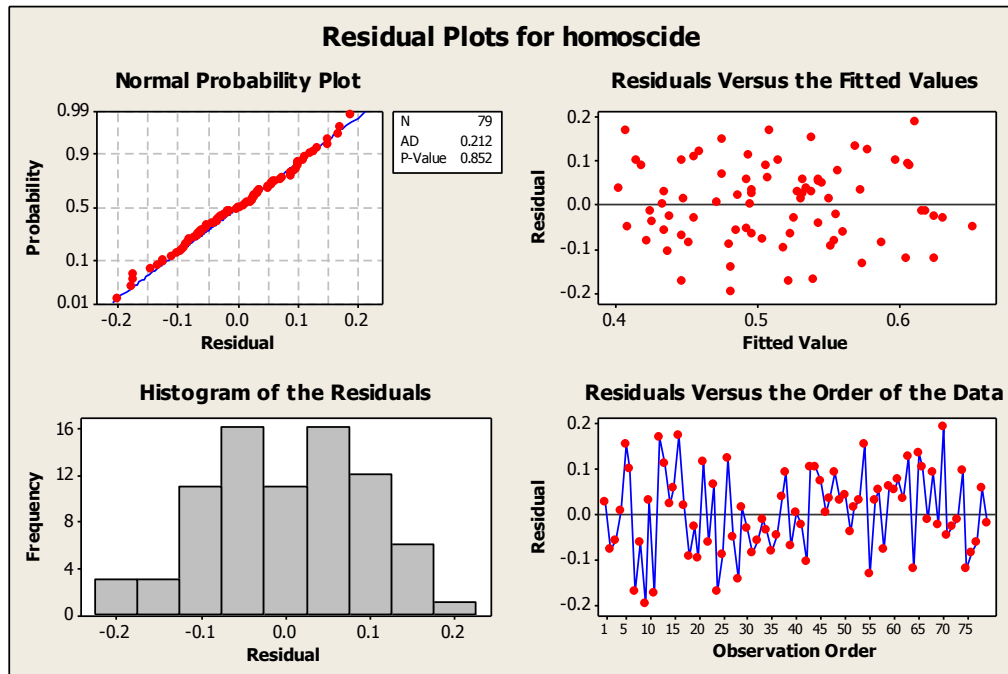 Residual Plots for homoscide
Normal Probability Plot
Probability
0.99
0.9
0.5
0.1
0.01
-0.2 -0.1 0.0 0.1 0.2
Residual
N 79
AD 0.212
P-Value 0.852
Residuals Versus the Fitted Values
Residual
0.2
0.1
0.0
-0.1
-0.2
0.4 0.5 0.6
Fitted Value
Histogram of the Residuals
Frequency
16
12
8
4
0
-0.2 -0.1 0.0 0.1 0.2
Residual
Residuals Versus the Order of the Data
Residual
0.2
0.1
0.0
-0.1
-0.2
1 5 10 15 20 25 30 35 40 45 50 55 60 65 70 75
Observation Order